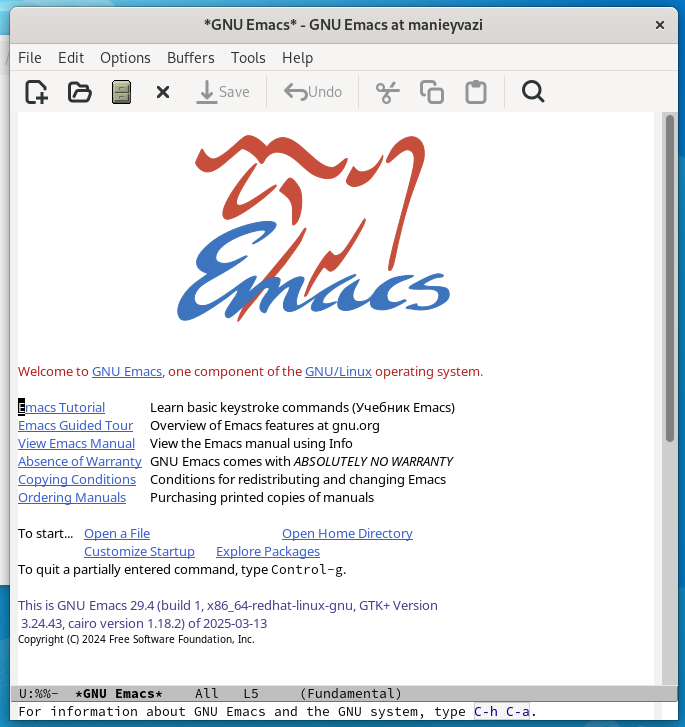 *GNU Emacs* - GNU Emacs at manieyvazi
File Edit Options Buffers Tools Help
Save Undo
Emacs
Welcome to GNU Emacs, one component of the GNU/Linux operating system.
Emacs Tutorial Learn basic keystroke commands (Учебник Emacs)
Emacs Guided Tour Overview of Emacs features at gnu.org
View Emacs Manual View the Emacs manual using Info
Absence of Warranty GNU Emacs comes with ABSOLUTELY NO WARRANTY
Copying Conditions Conditions for redistributing and changing Emacs
Ordering Manuals Purchasing printed copies of manuals
To start... Open a File Open Home Directory
Customize Startup Explore Packages
To quit a partially entered command, type Control-g.
This is GNU Emacs 29.4 (build 1, x86_64-redhat-linux-gnu, GTK+ Version
3.24.43, cairo version 1.18.2) of 2025-03-13
Copyright (C) 2024 Free Software Foundation, Inc.
U:%%- *GNU Emacs* All L5 (Fundamental)
For information about GNU Emacs and the GNU system, type C-h C-a.